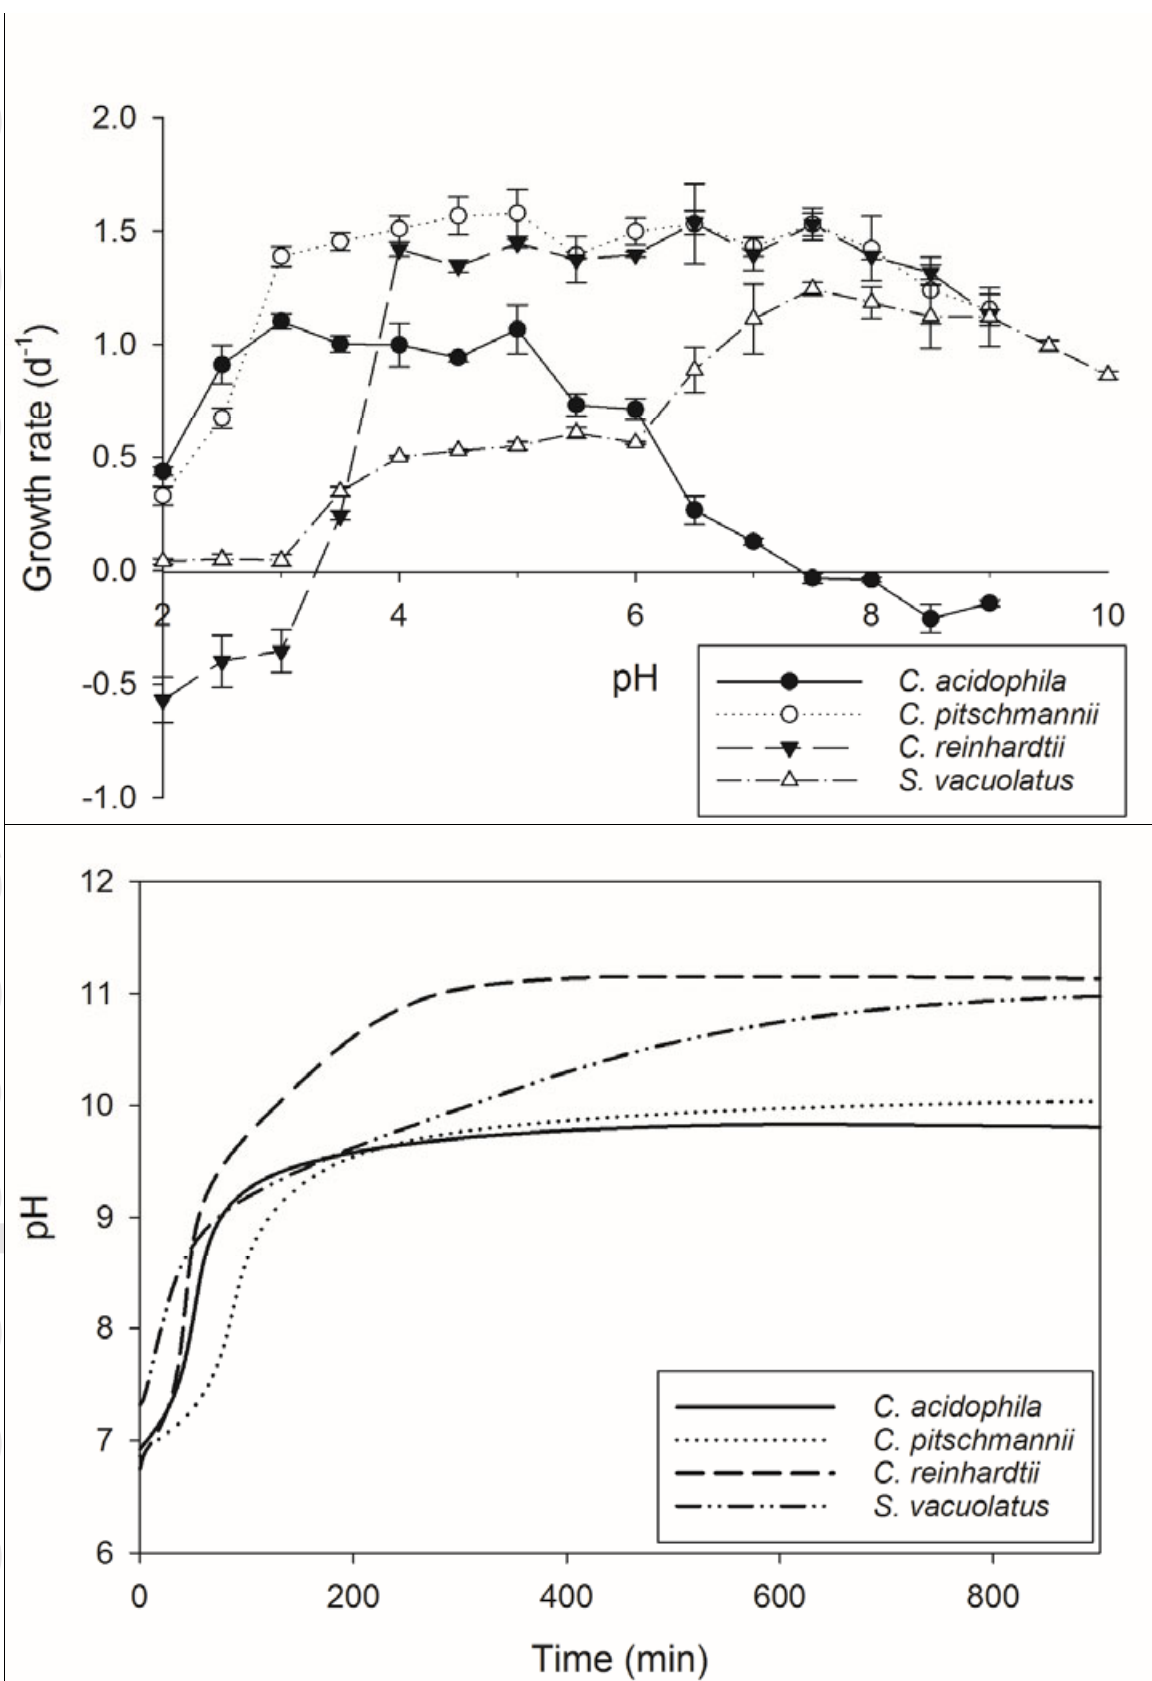 2.0
1.5
1.0
0.5
0.0
-0.5
-1.0
Growth rate (d-1)
2
4
6
8
10
pH
C. acidophila
C. pitschmannii
C. reinhardtii
S. vacuolatus
12
11
10
9
8
7
6
pH
C. acidophila
C. pitschmannii
C. reinhardtii
S. vacuolatus
0
200
400
600
800
Time (min)